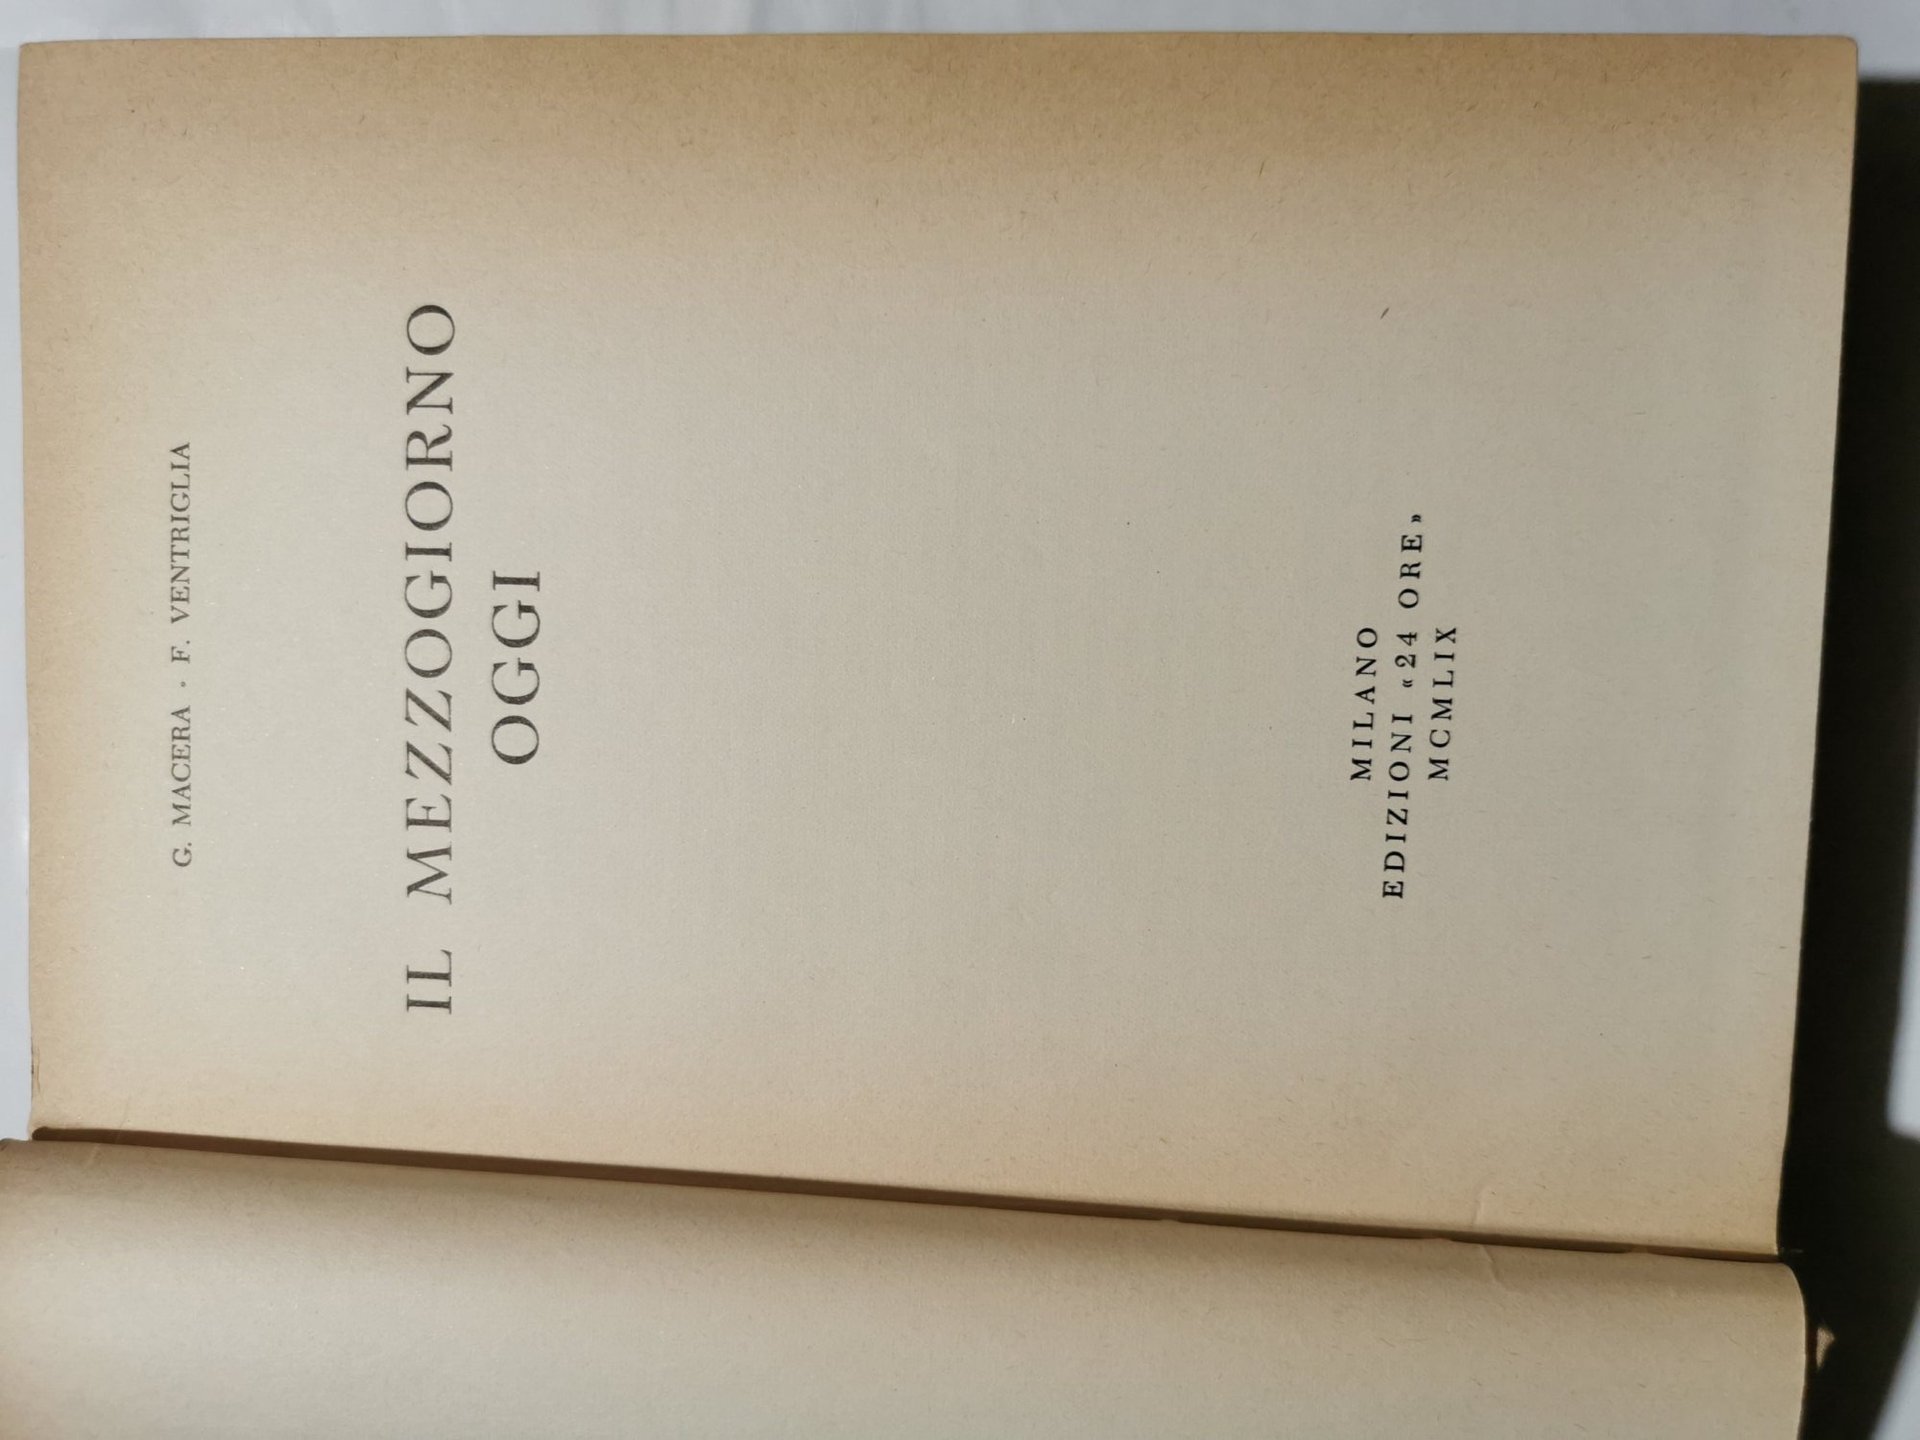 G. MACERA · F. VENTRIGLIA
IL MEZZOGIORNO
OGGI
MILANO
EDIZIONI «24 ORE»
MCMLIX